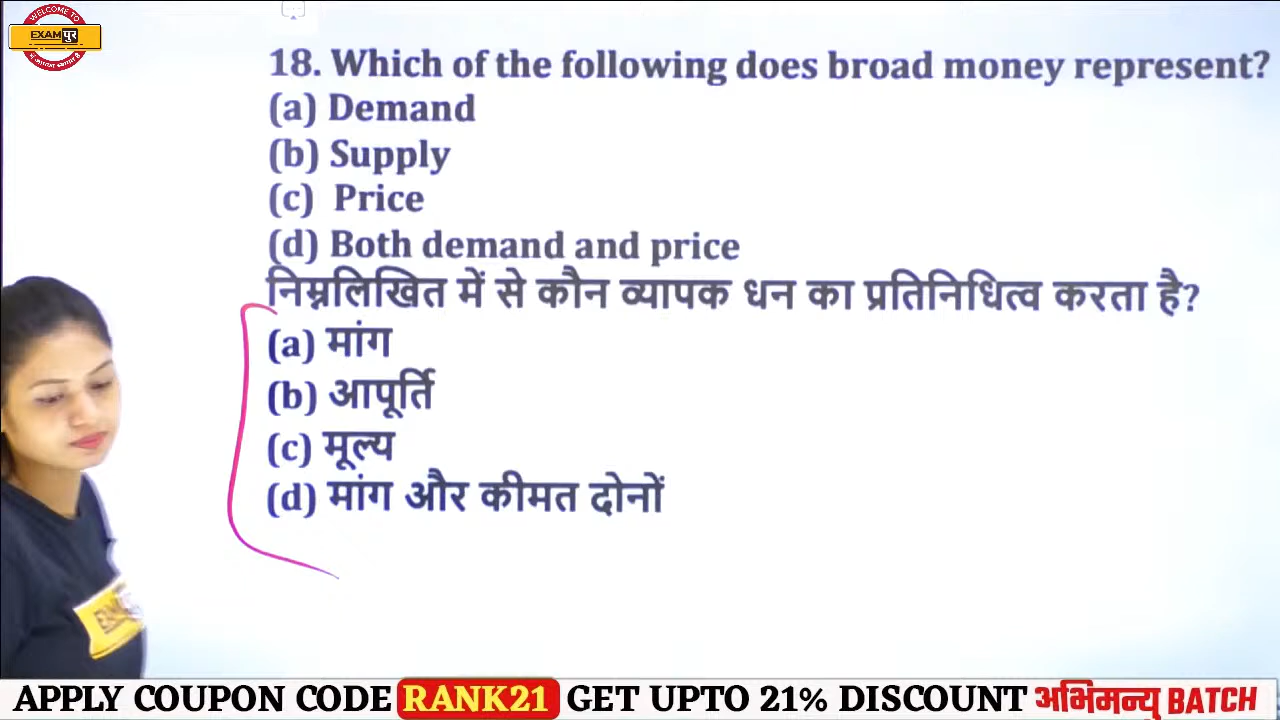 WELCOME TO
EXAMपुर
18. Which of the following does broad money represent?
(a) Demand
(b) Supply
(c) Price
(d) Both demand and price
निम्नलिखित में से कौन व्यापक धन का प्रतिनिधित्व करता है?
(a) मांग
(b) आपूर्ति
(c) मूल्य
(d) मांग और कीमत दोनों
APPLY COUPON CODE RANK21 GET UPTO 21% DISCOUNT अभिमन्यु BATCH